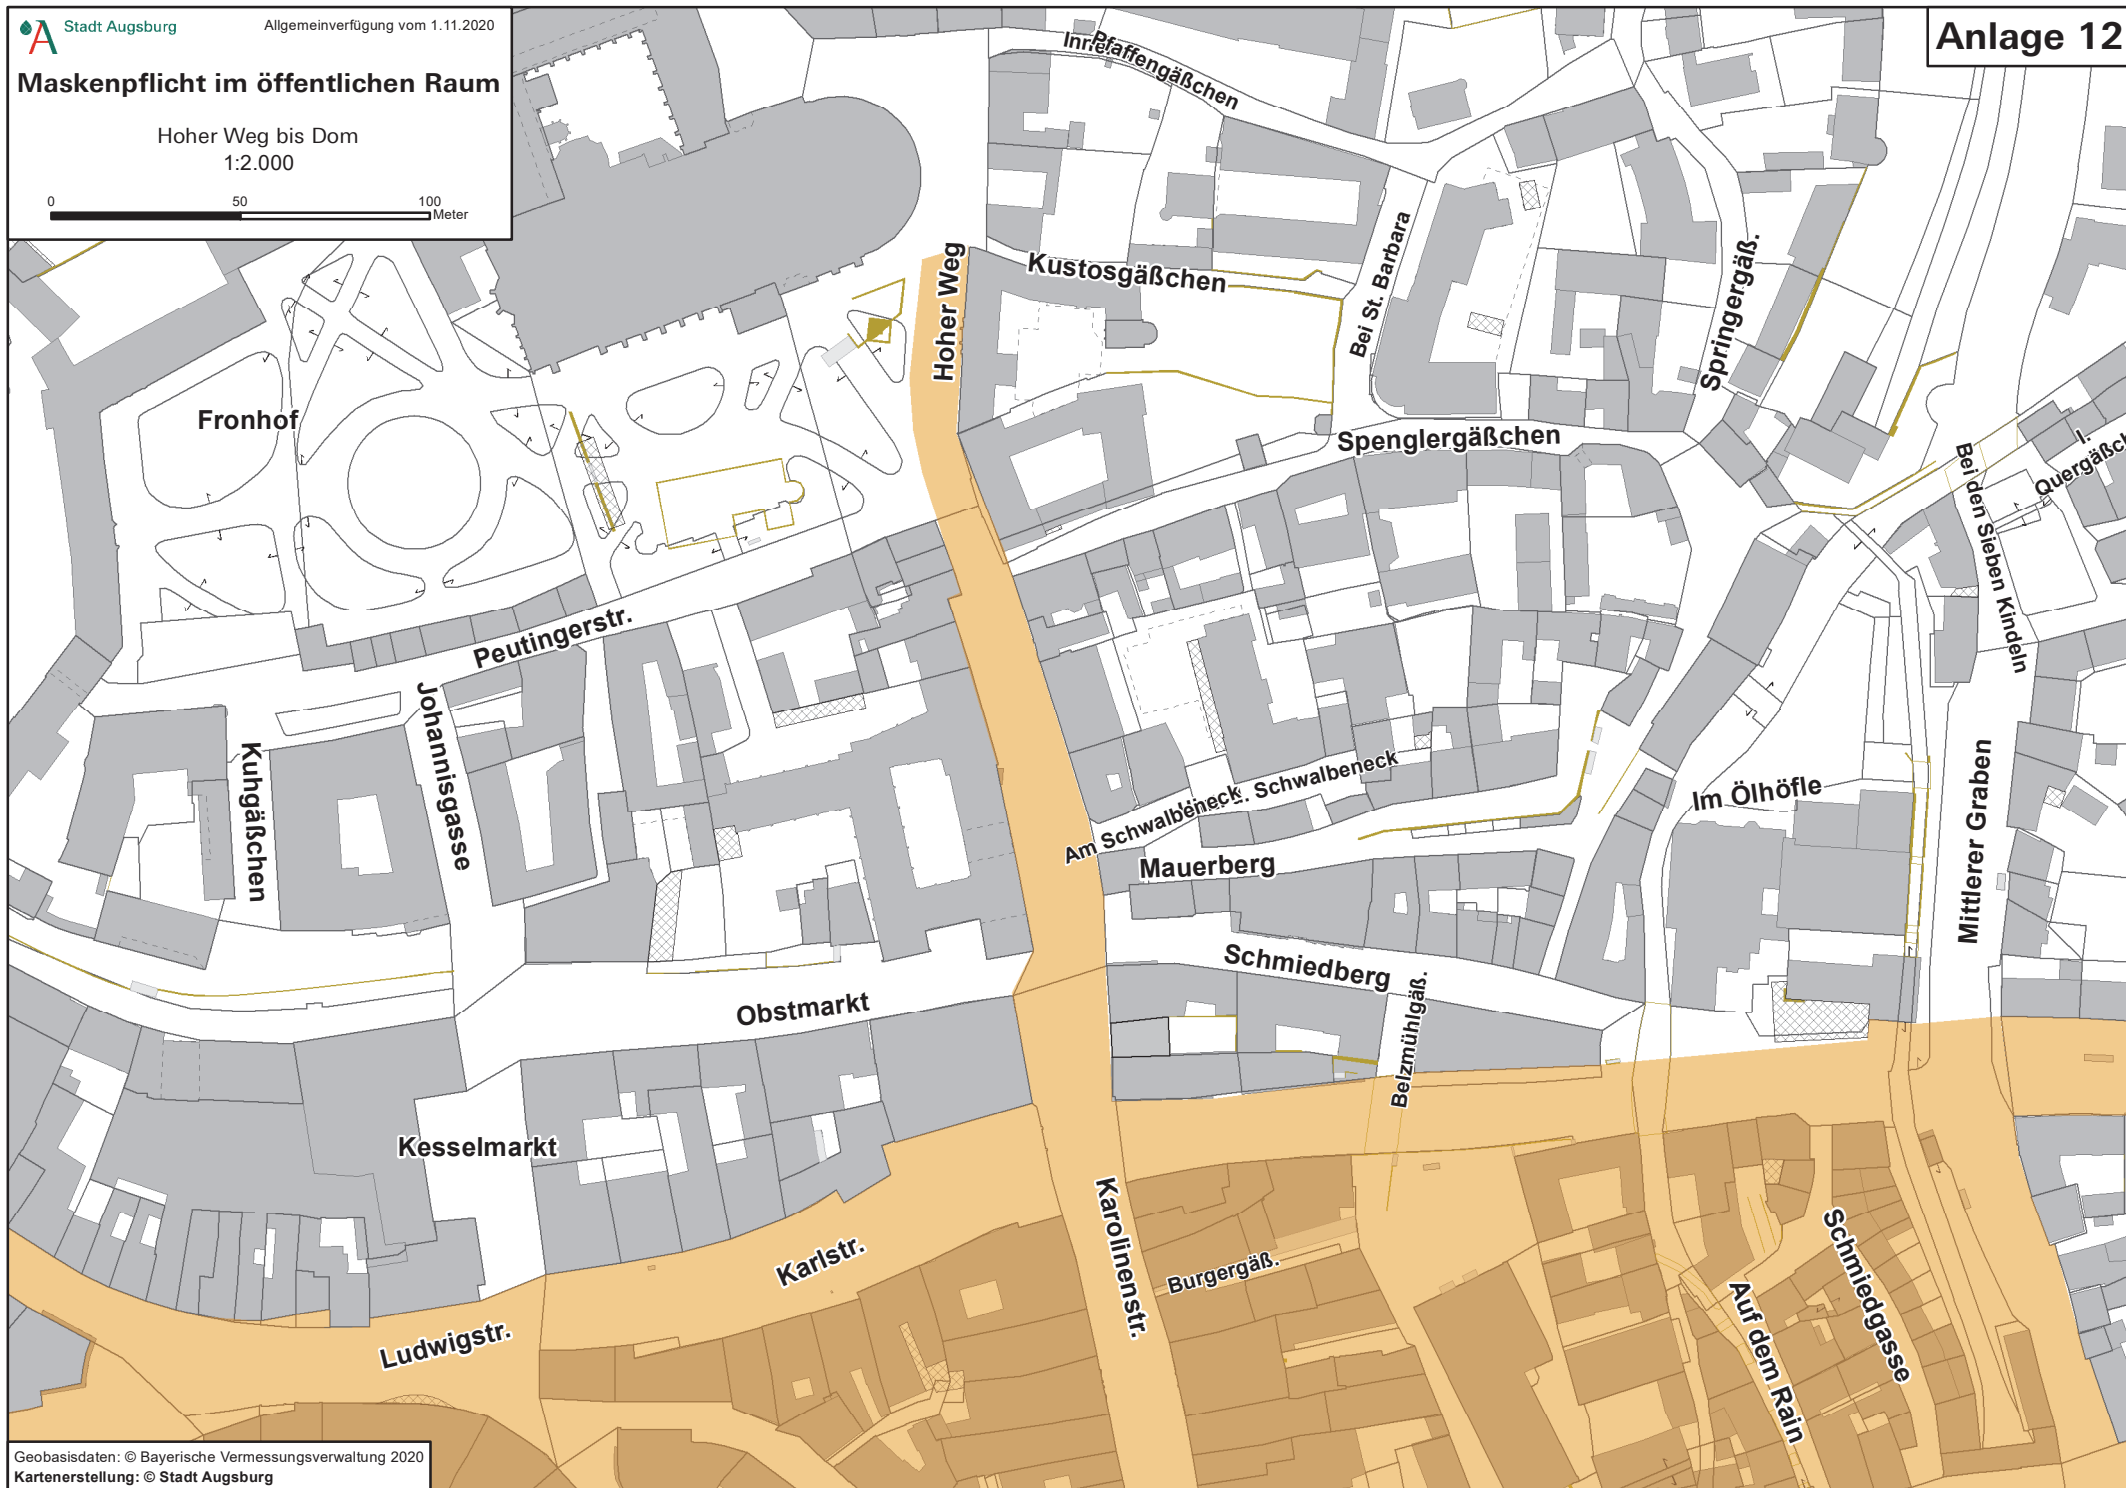 Stadt Augsburg
Allgemeinverfügung vom 1.11.2020
Maskenpflicht im öffentlichen Raum
Hoher Weg bis Dom
1:2.000
0 50 100
Meter
Anlage 12
Pfaffengäßchen
Kustosgäßchen
Hoher Weg
Bei St. Barbara
Springergäß.
Fronhof
Spenglergäßchen
I.
Bei den Sieben Kindeln
Peutingerstr.
Johannisgasse
Kuhgäßchen
Am Schwalbeneck
Schwalbeneck
Im Ölhöfle
Mittlerer Graben
Mauerberg
Schmiedberg
Belzmühlgäß.
Obstmarkt
Kesselmarkt
Karlstr.
Karolinenstr.
Burgergäß.
Ludwigstr.
Auf dem Rain
Schmiedgasse
Geobasisdaten: © Bayerische Vermessungsverwaltung 2020
Kartenerstellung: © Stadt Augsburg